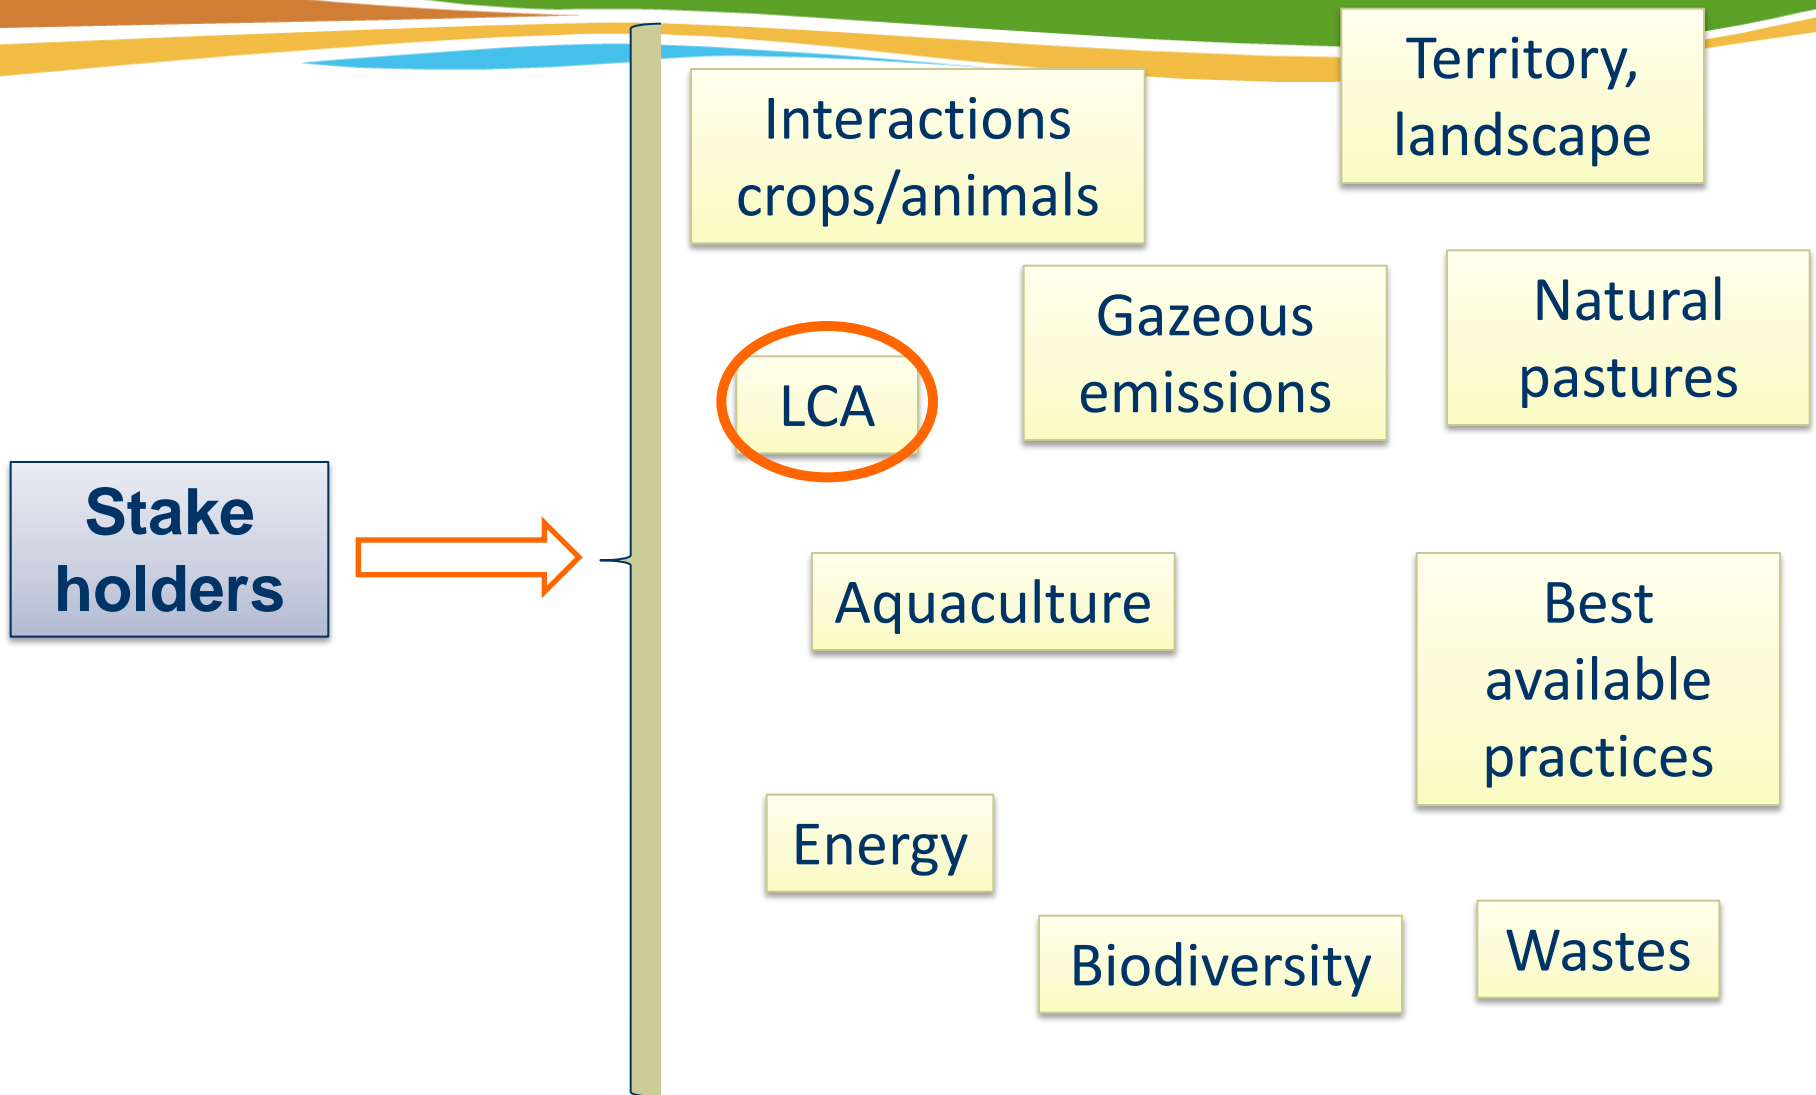 Territory,
landscape
Interactions
crops/animals
Gazeous
emissions
Natural
pastures
LCA
Stake
holders
Aquaculture
Best
available
practices
Energy
Biodiversity
Wastes